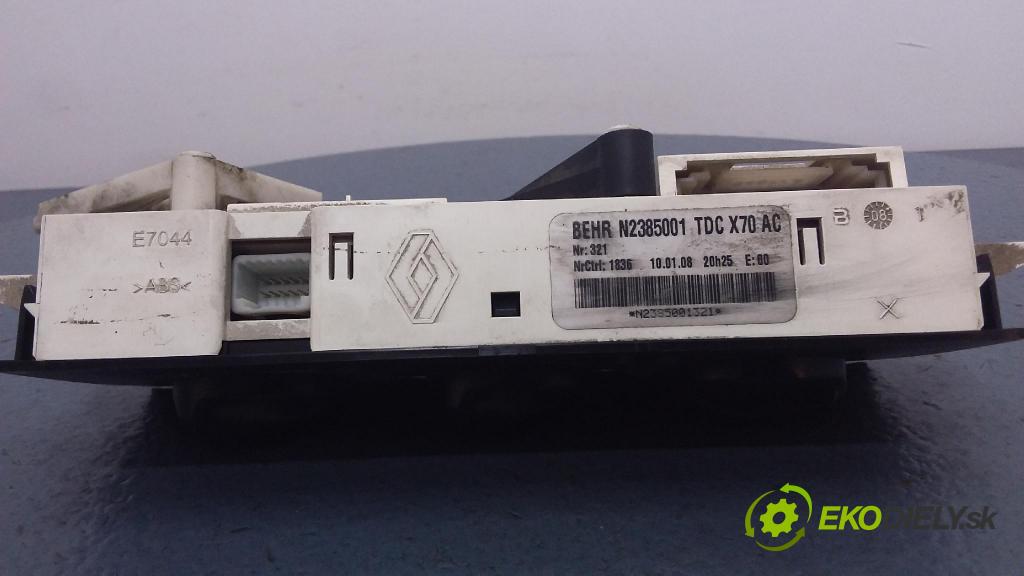 E7044
>ABS<
BEHR N2385001 TDC X70 AC
Nr: 321
NrCtrl: 1836 10.01.08 20h25 E: 60
*N2385001321*
B 08
X
EKODIELY.sk